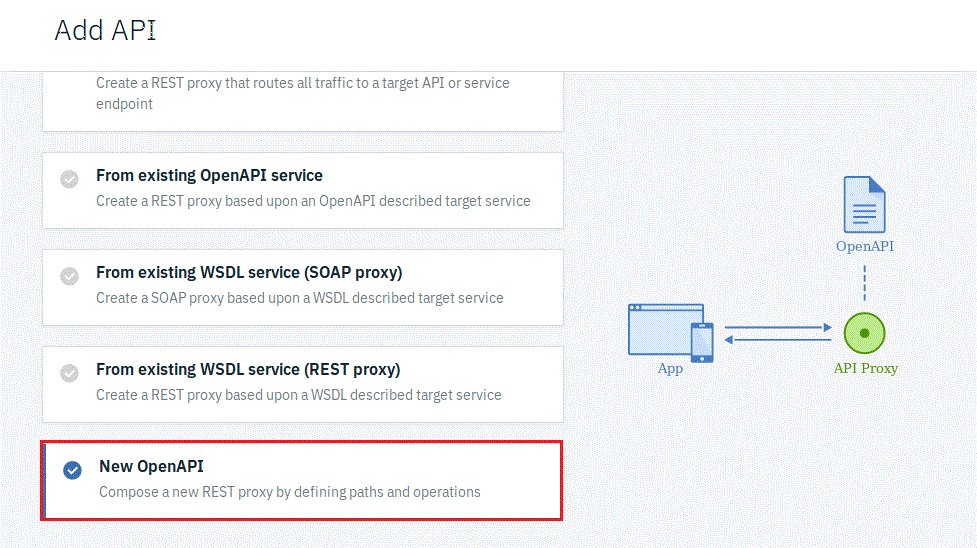 Add API
Create a REST proxy that routes all traffic to a target API or service
endpoint
From existing OpenAPI service
Create a REST proxy based upon an OpenAPI described target service
From existing WSDL service (SOAP proxy)
Create a SOAP proxy based upon a WSDL described target service
From existing WSDL service (REST proxy)
Create a REST proxy based upon a WSDL described target service
New OpenAPI
Compose a new REST proxy by defining paths and operations
OpenAPI
App
API Proxy